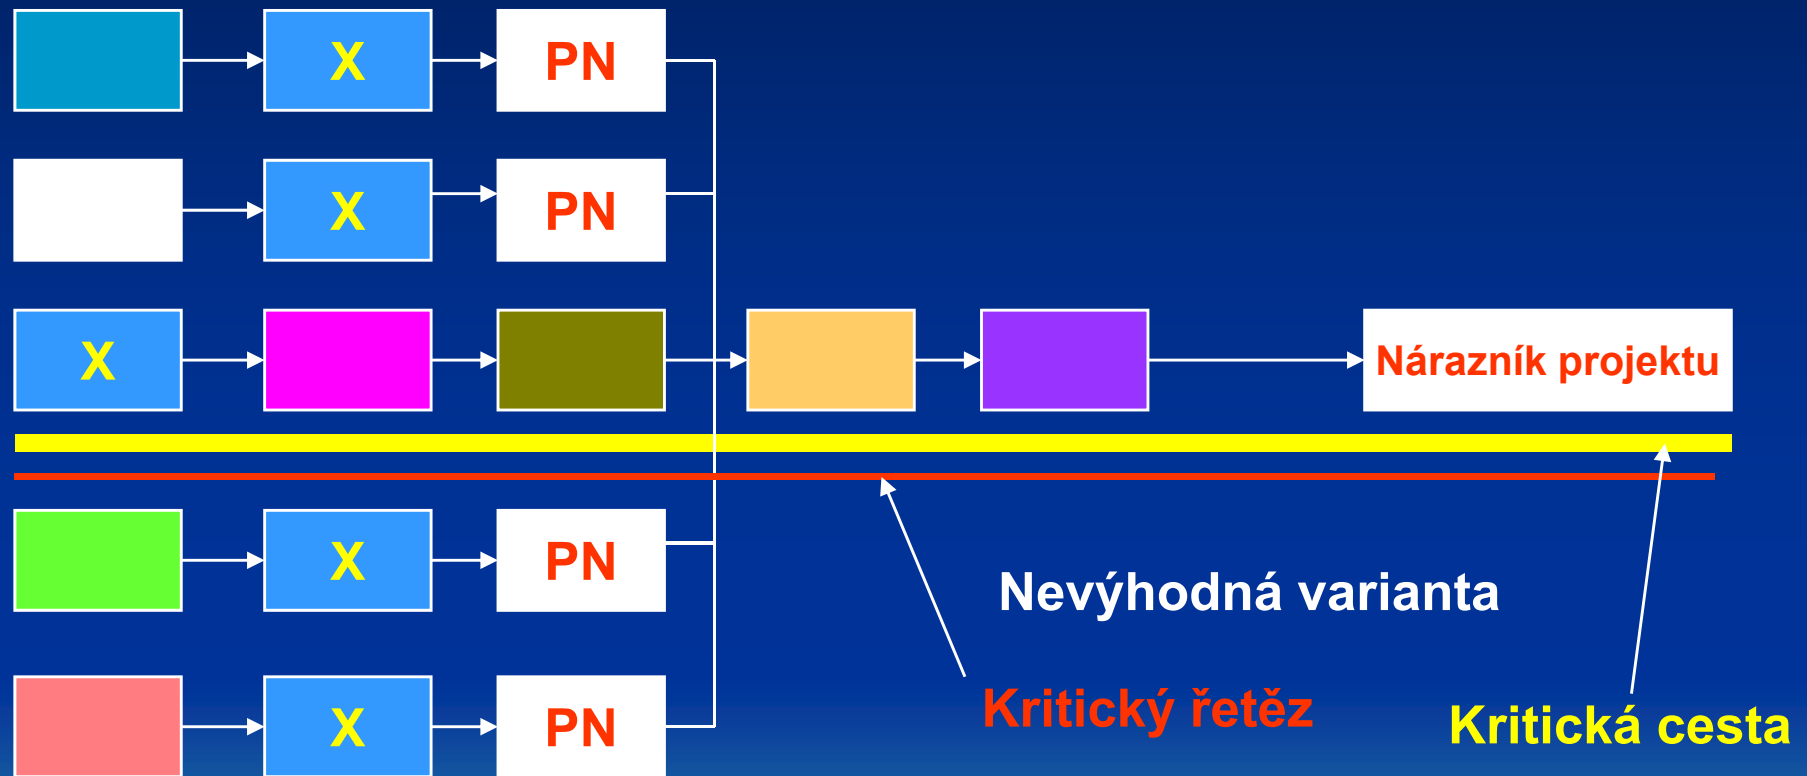 X
PN
X
PN
X
Nárazník projektu
X
PN
Nevýhodná varianta
X
PN
Kritický řetěz
Kritická cesta